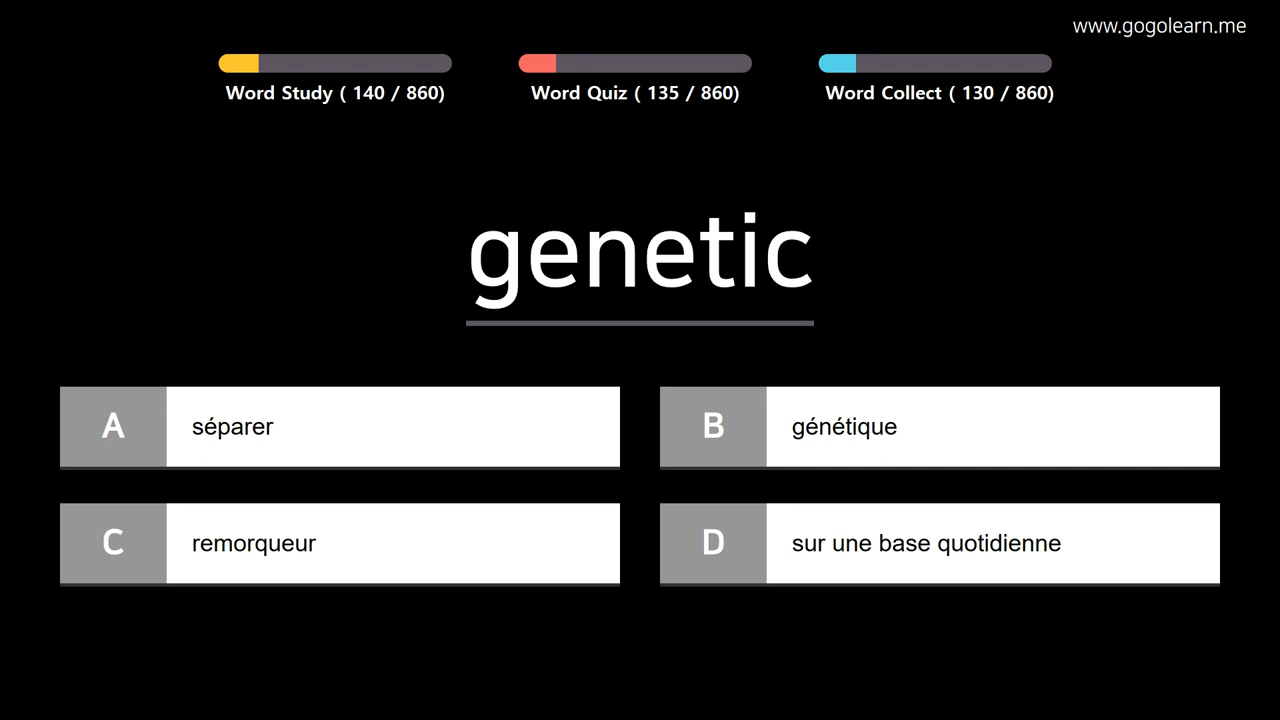 www.gogolearn.me
Word Study ( 140 / 860)
Word Quiz ( 135 / 860)
Word Collect ( 130 / 860)
genetic
A séparer
B génétique
C remorqueur
D sur une base quotidienne